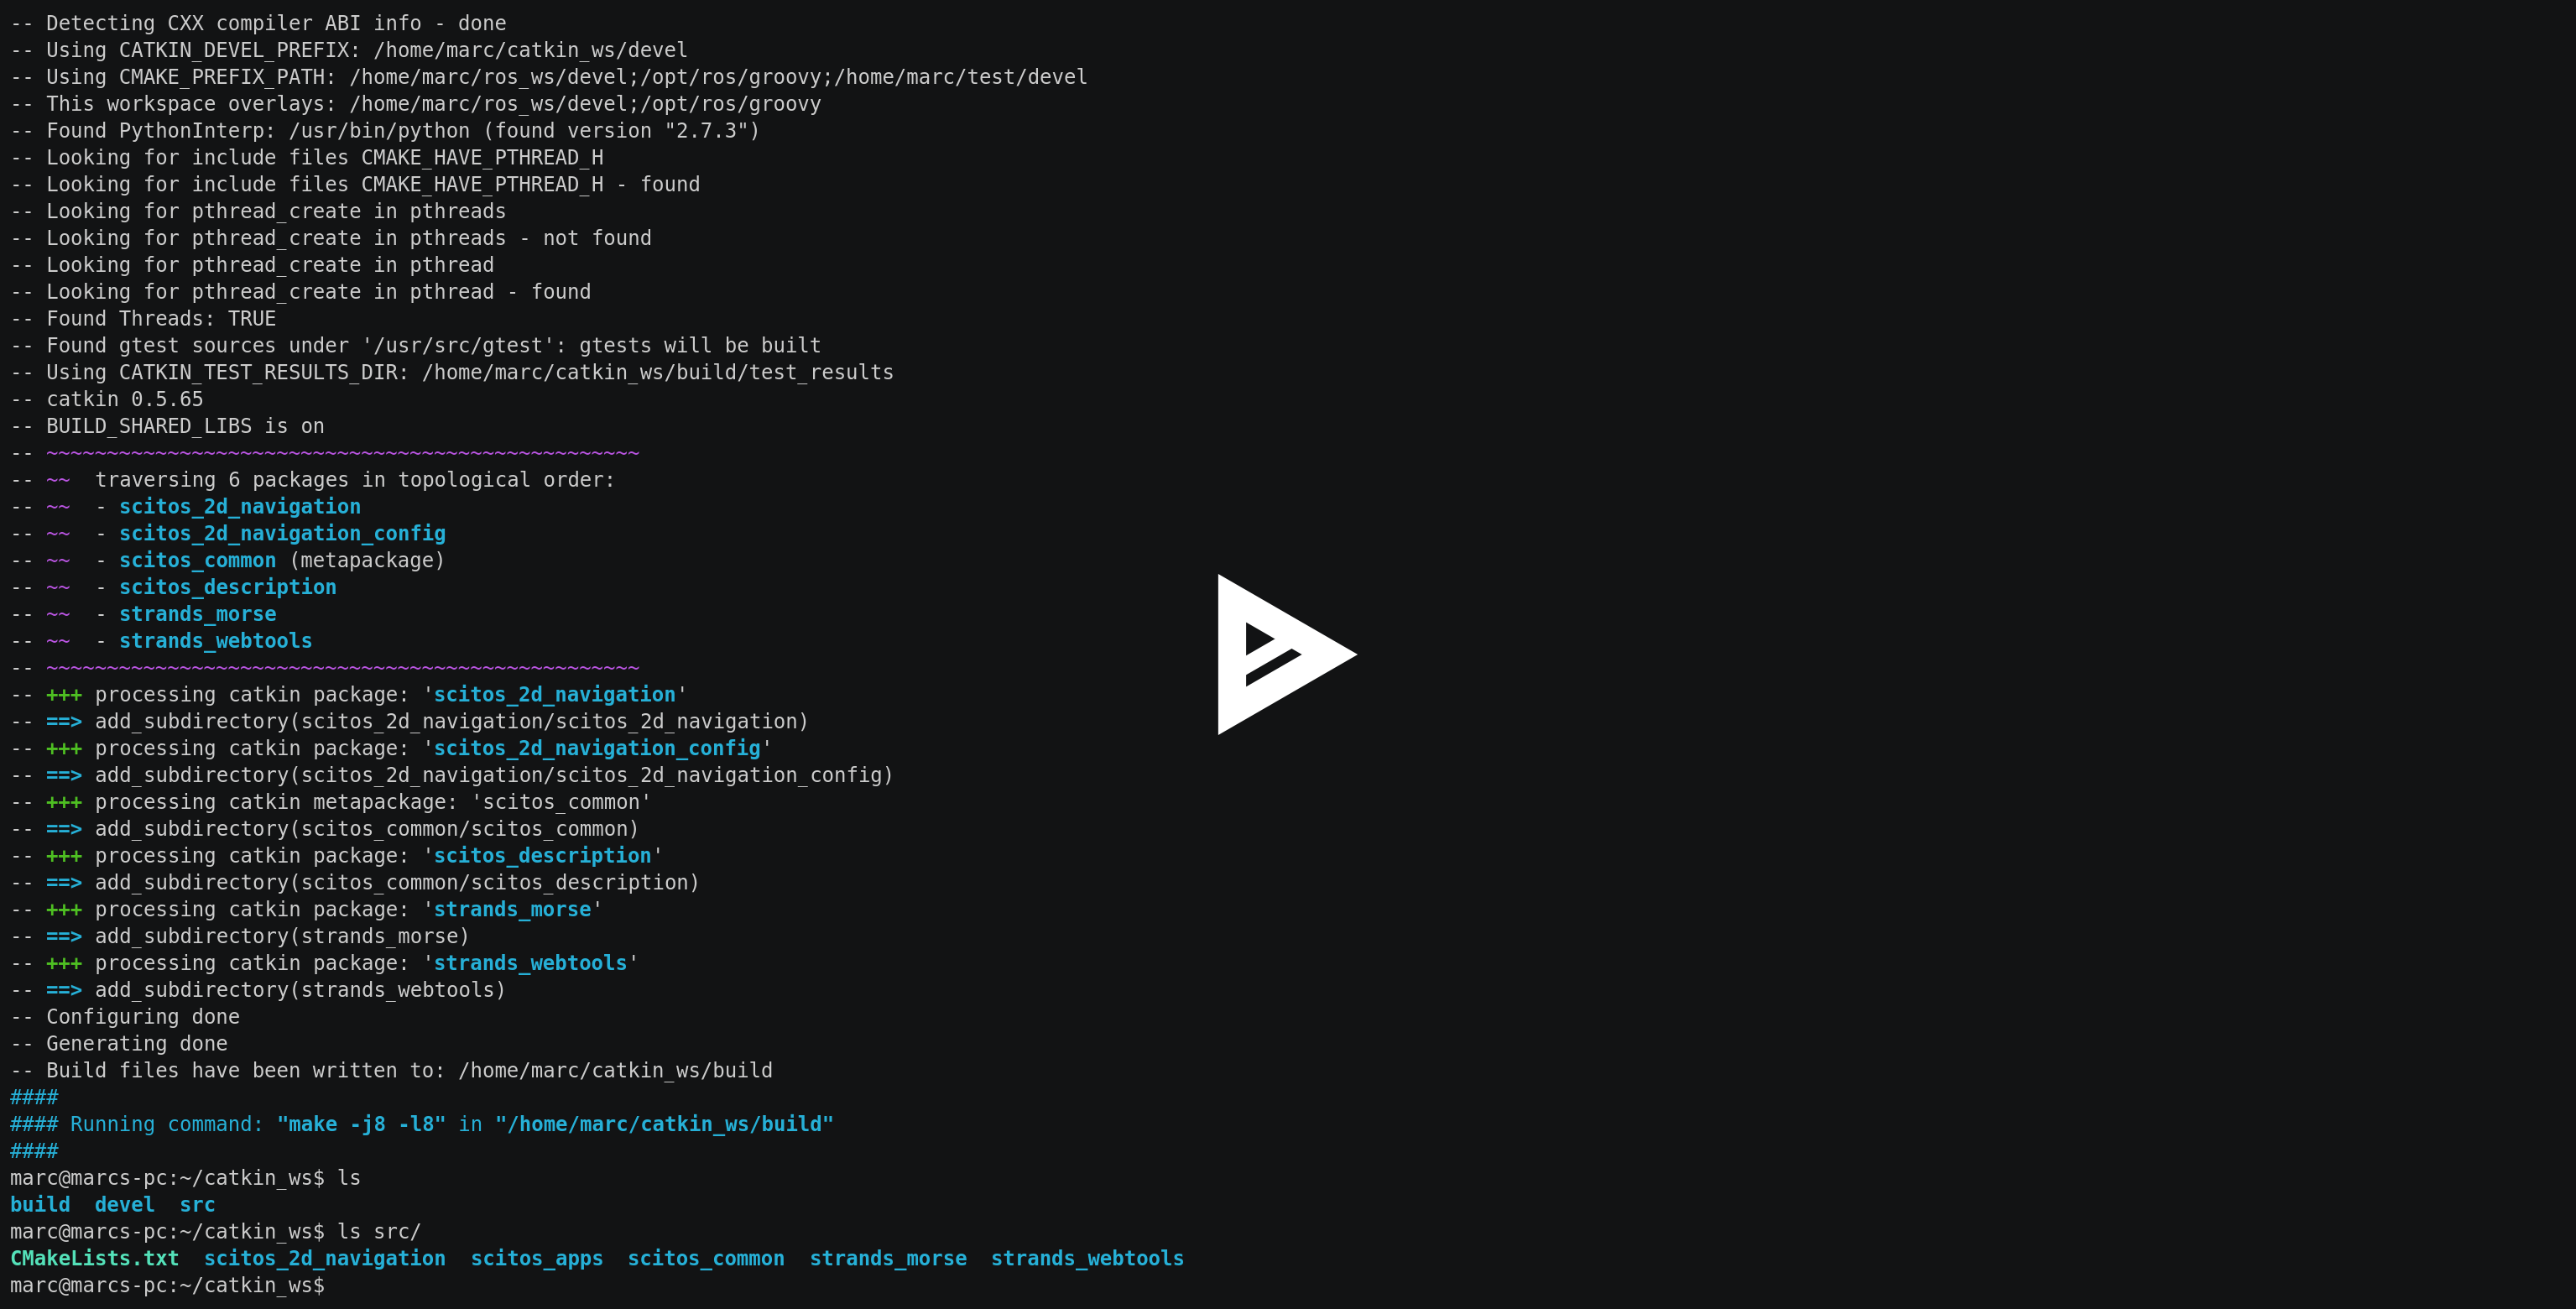 -- Detecting CXX compiler ABI info - done
-- Using CATKIN_DEVEL_PREFIX: /home/marc/catkin_ws/devel
-- Using CMAKE_PREFIX_PATH: /home/marc/ros_ws/devel;/opt/ros/groovy;/home/marc/test/devel
-- This workspace overlays: /home/marc/ros_ws/devel;/opt/ros/groovy
-- Found PythonInterp: /usr/bin/python (found version "2.7.3")
-- Looking for include files CMAKE_HAVE_PTHREAD_H
-- Looking for include files CMAKE_HAVE_PTHREAD_H - found
-- Looking for pthread_create in pthreads
-- Looking for pthread_create in pthreads - not found
-- Looking for pthread_create in pthread
-- Looking for pthread_create in pthread - found
-- Found Threads: TRUE
-- Found gtest sources under '/usr/src/gtest': gtests will be built
-- Using CATKIN_TEST_RESULTS_DIR: /home/marc/catkin_ws/build/test_results
-- catkin 0.5.65
-- BUILD_SHARED_LIBS is on
-- ~~~~~~~~~~~~~~~~~~~~~~~~~~~~~~~~~~~~~~~~~~~~~~~~~
-- ~~  traversing 6 packages in topological order:
-- ~~  - scitos_2d_navigation
-- ~~  - scitos_2d_navigation_config
-- ~~  - scitos_common (metapackage)
-- ~~  - scitos_description
-- ~~  - strands_morse
-- ~~  - strands_webtools
-- ~~~~~~~~~~~~~~~~~~~~~~~~~~~~~~~~~~~~~~~~~~~~~~~~~
-- +++ processing catkin package: 'scitos_2d_navigation'
-- ==> add_subdirectory(scitos_2d_navigation/scitos_2d_navigation)
-- +++ processing catkin package: 'scitos_2d_navigation_config'
-- ==> add_subdirectory(scitos_2d_navigation/scitos_2d_navigation_config)
-- +++ processing catkin metapackage: 'scitos_common'
-- ==> add_subdirectory(scitos_common/scitos_common)
-- +++ processing catkin package: 'scitos_description'
-- ==> add_subdirectory(scitos_common/scitos_description)
-- +++ processing catkin package: 'strands_morse'
-- ==> add_subdirectory(strands_morse)
-- +++ processing catkin package: 'strands_webtools'
-- ==> add_subdirectory(strands_webtools)
-- Configuring done
-- Generating done
-- Build files have been written to: /home/marc/catkin_ws/build
####
#### Running command: "make -j8 -l8" in "/home/marc/catkin_ws/build"
####
marc@marcs-pc:~/catkin_ws$ ls
build  devel  src
marc@marcs-pc:~/catkin_ws$ ls src/
CMakeLists.txt  scitos_2d_navigation  scitos_apps  scitos_common  strands_morse  strands_webtools
marc@marcs-pc:~/catkin_ws$